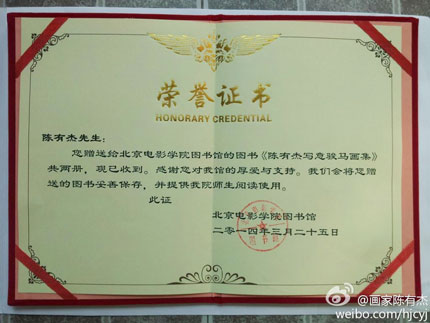 荣誉证书
HONORARY CREDENTIAL
陈有杰先生：
您赠送给北京电影学院图书馆的图书《陈有杰写意骏马画集》
共两册，现已收到。感谢您对我馆的厚爱与支持。我们会将您赠
送的图书妥善保存，并提供我院师生阅读使用。
此证
北京电影学院图书馆
二零一四年三月二十五日
@画家陈有杰
weibo.com/hjcyj